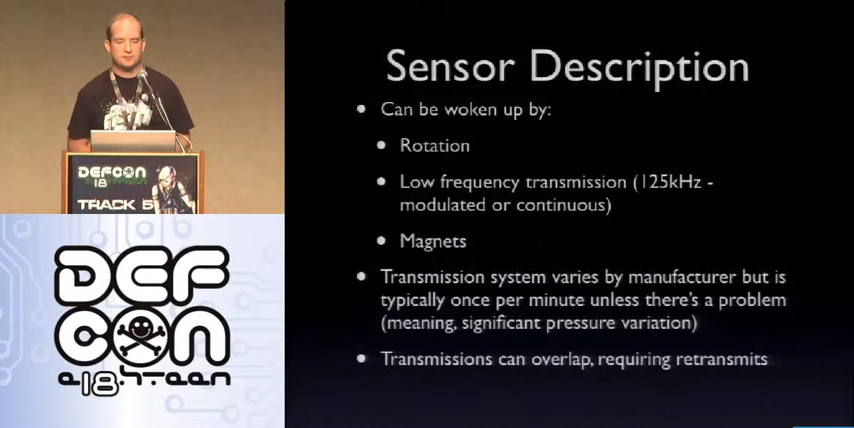 Sensor Description
• Can be woken up by:
• Rotation
• Low frequency transmission (125kHz -
modulated or continuous)
• Magnets
• Transmission system varies by manufacturer but is
typically once per minute unless there's a problem
(meaning, significant pressure variation)
• Transmissions can overlap, requiring retransmits
DEFCON
18
TRACK 5
DEF
CON